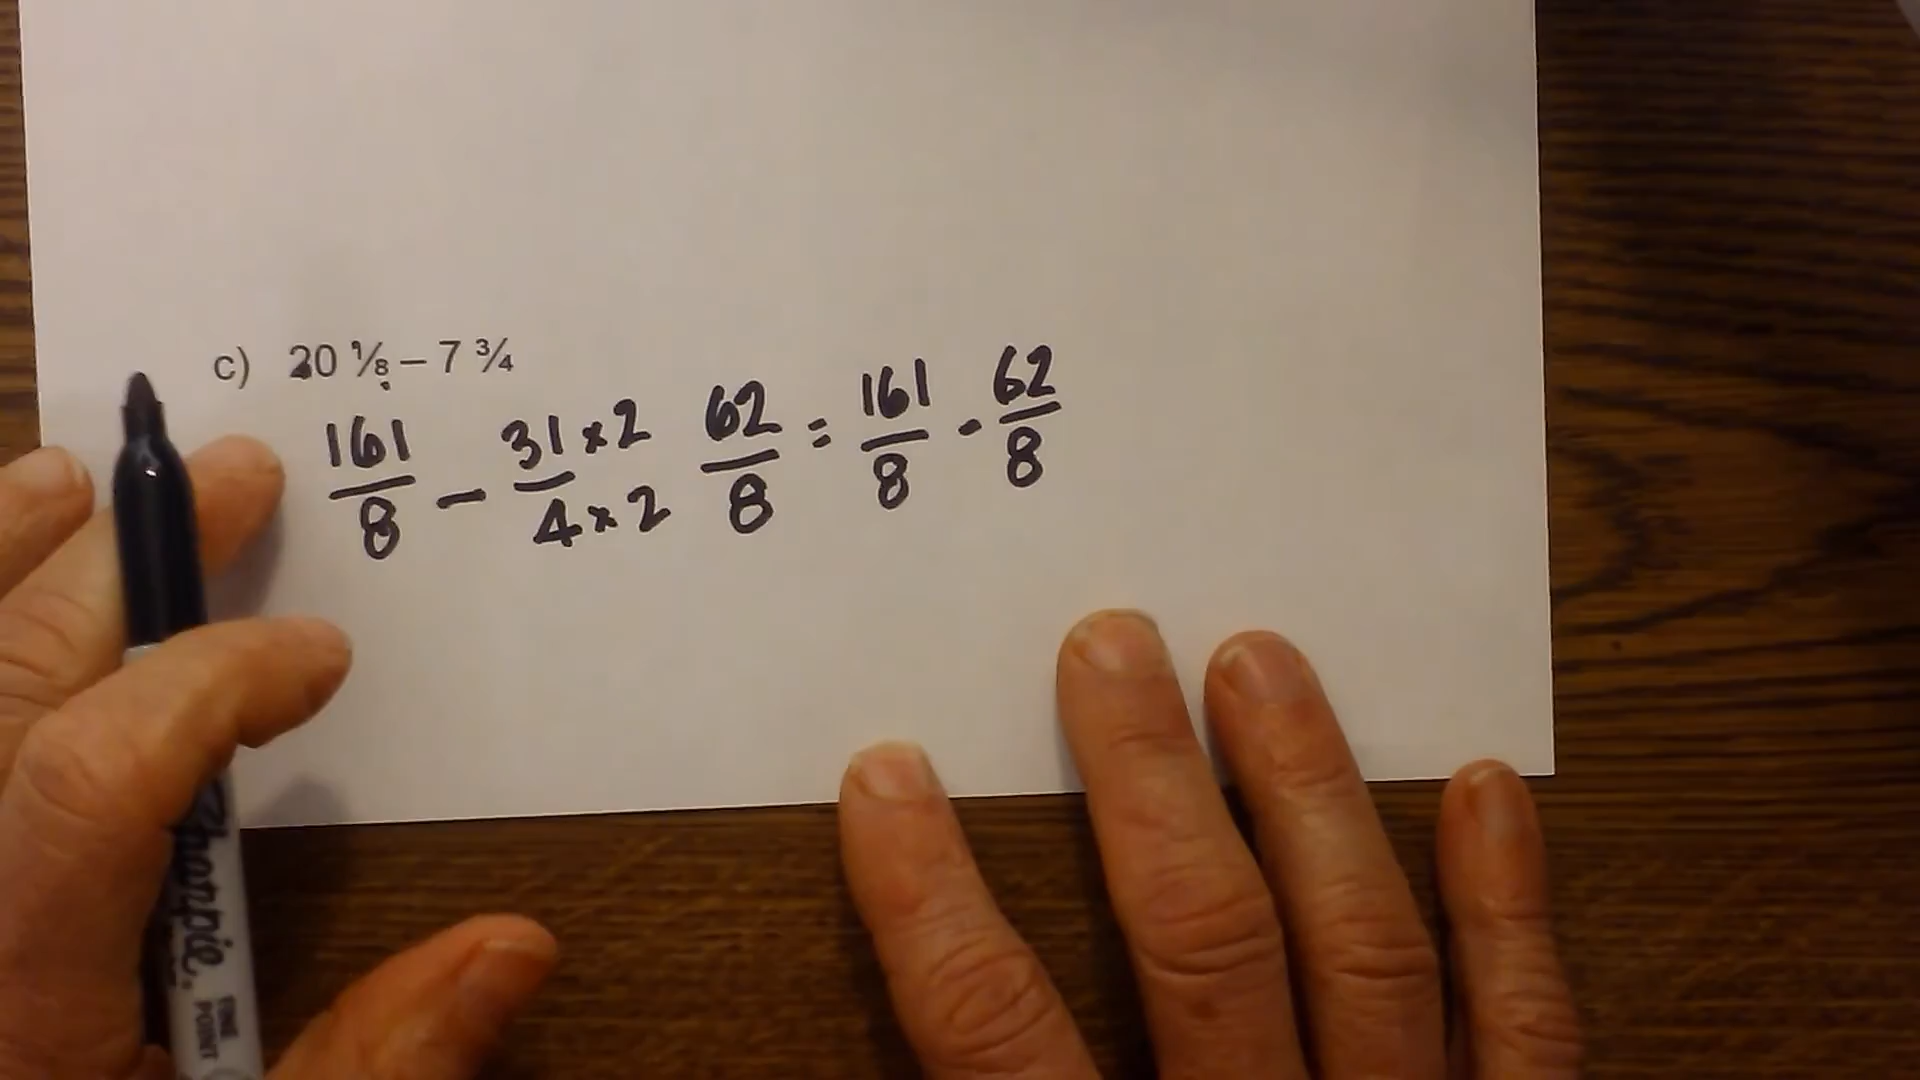 c) 20 ⅛ – 7 ¾
161/8 - 31 x 2/4 x 2 62/8 = 161/8 - 62/8
Sharpie.
FINE
POINT